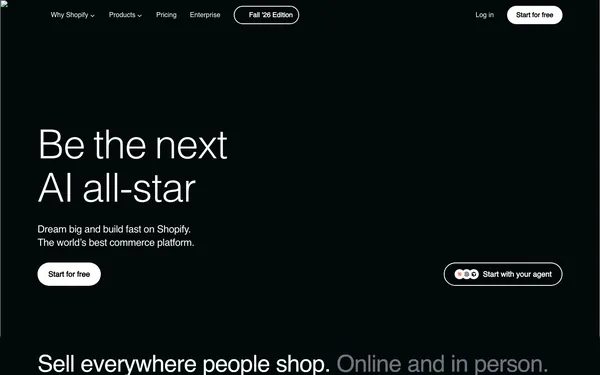 Why Shopify Products Pricing Enterprise Fall '26 Edition Log in Start for free
Be the next
AI all-star
Dream big and build fast on Shopify.
The world's best commerce platform.
Start for free Start with your agent
Sell everywhere people shop. Online and in person.